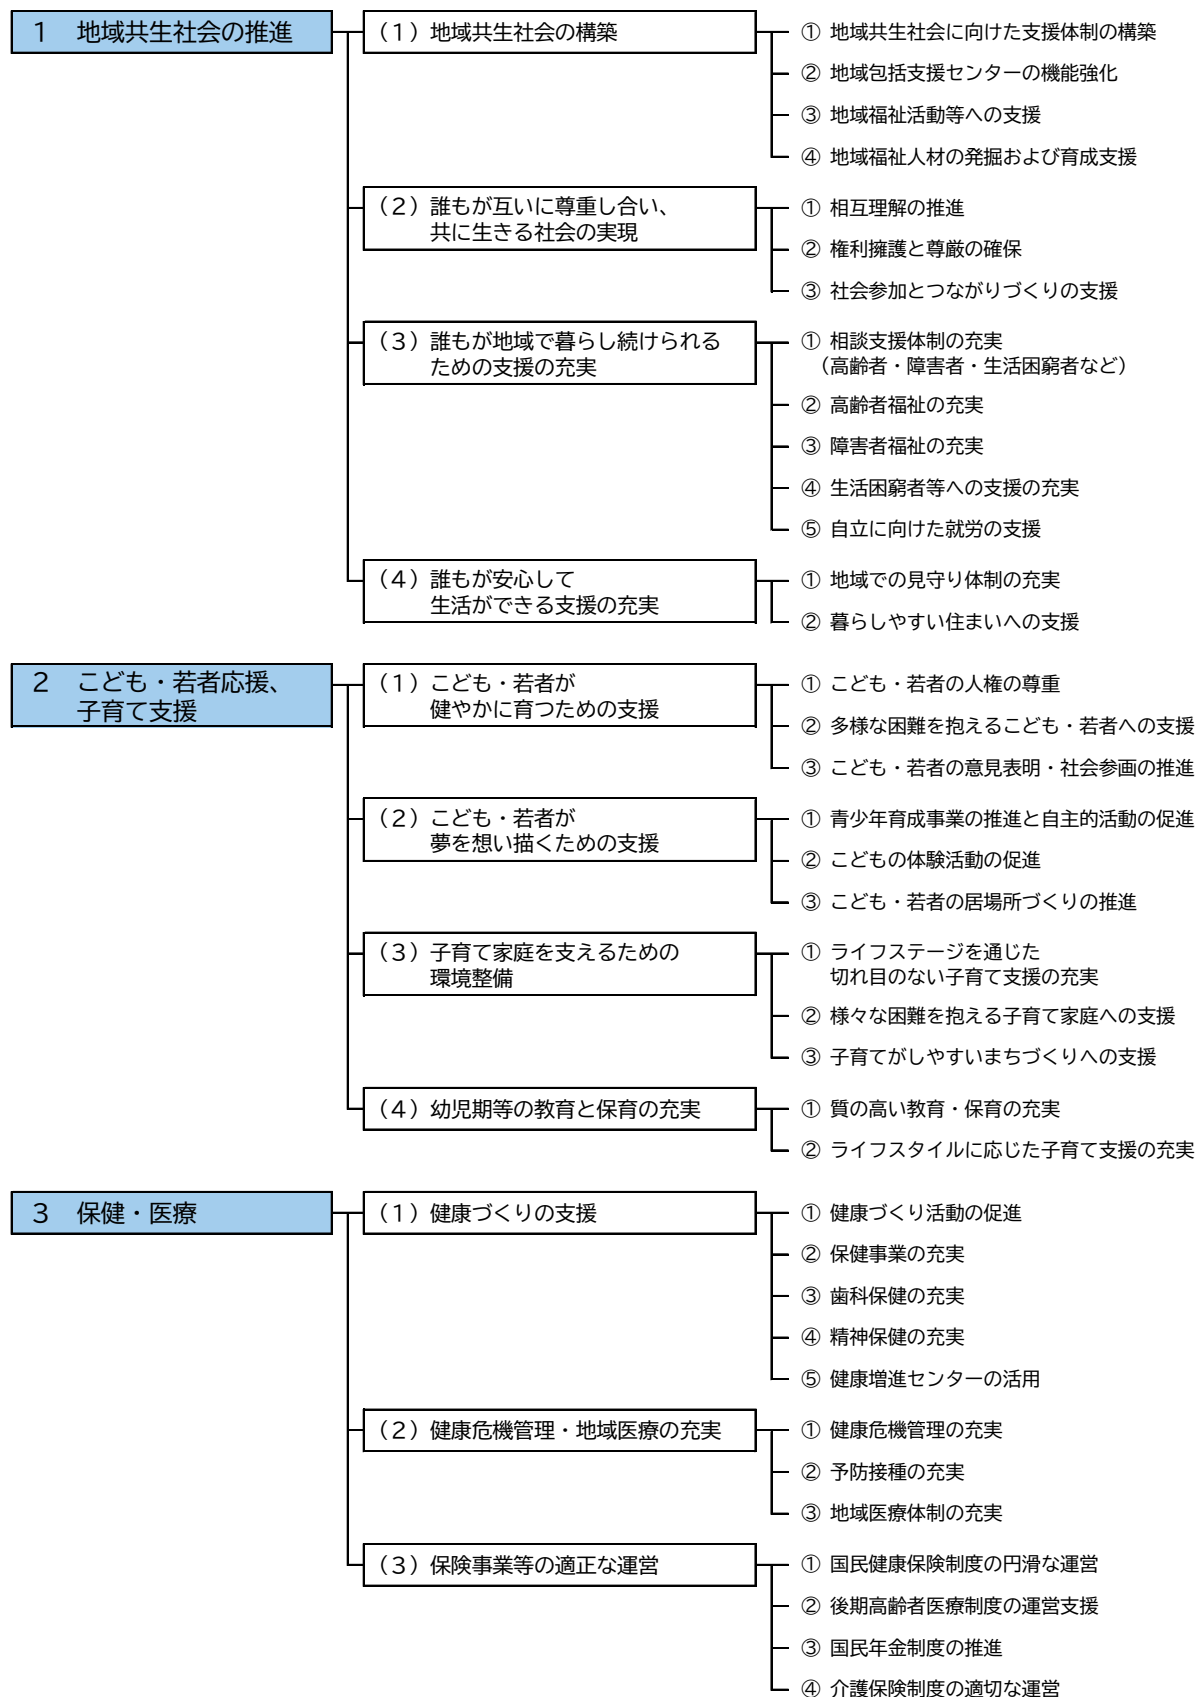 1 地域共生社会の推進
（1）地域共生社会の構築
① 地域共生社会に向けた支援体制の構築
② 地域包括支援センターの機能強化
③ 地域福祉活動等への支援
④ 地域福祉人材の発掘および育成支援
（2）誰もが互いに尊重し合い、
共に生きる社会の実現
① 相互理解の推進
② 権利擁護と尊厳の確保
③ 社会参加とつながりづくりの支援
（3）誰もが地域で暮らし続けられる
ための支援の充実
① 相談支援体制の充実
（高齢者・障害者・生活困窮者など）
② 高齢者福祉の充実
③ 障害者福祉の充実
④ 生活困窮者等への支援の充実
⑤ 自立に向けた就労の支援
（4）誰もが安心して
生活ができる支援の充実
① 地域での見守り体制の充実
② 暮らしやすい住まいへの支援
2 こども・若者応援、
子育て支援
（1）こども・若者が
健やかに育つための支援
① こども・若者の人権の尊重
② 多様な困難を抱えるこども・若者への支援
③ こども・若者の意見表明・社会参画の推進
（2）こども・若者が
夢を想い描くための支援
① 青少年育成事業の推進と自主的活動の促進
② こどもの体験活動の促進
③ こども・若者の居場所づくりの推進
（3）子育て家庭を支えるための
環境整備
① ライフステージを通じた
切れ目のない子育て支援の充実
② 様々な困難を抱える子育て家庭への支援
③ 子育てがしやすいまちづくりへの支援
（4）幼児期等の教育と保育の充実
① 質の高い教育・保育の充実
② ライフスタイルに応じた子育て支援の充実
3 保健・医療
（1）健康づくりの支援
① 健康づくり活動の促進
② 保健事業の充実
③ 歯科保健の充実
④ 精神保健の充実
⑤ 健康増進センターの活用
（2）健康危機管理・地域医療の充実
① 健康危機管理の充実
② 予防接種の充実
③ 地域医療体制の充実
（3）保険事業等の適正な運営
① 国民健康保険制度の円滑な運営
② 後期高齢者医療制度の運営支援
③ 国民年金制度の推進
④ 介護保険制度の適切な運営